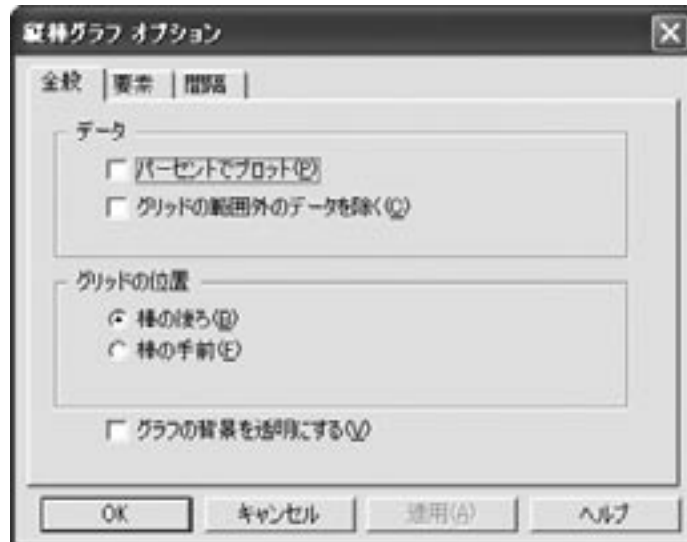 縦棒グラフ オプション
全般 要素 間隔
データ
パーセントでプロット(P)
グリッドの範囲外のデータを除く(C)
グリッドの位置
棒の後ろ(B)
棒の手前(F)
グラフの背景を透明にする(V)
OK キャンセル 適用(A) ヘルプ